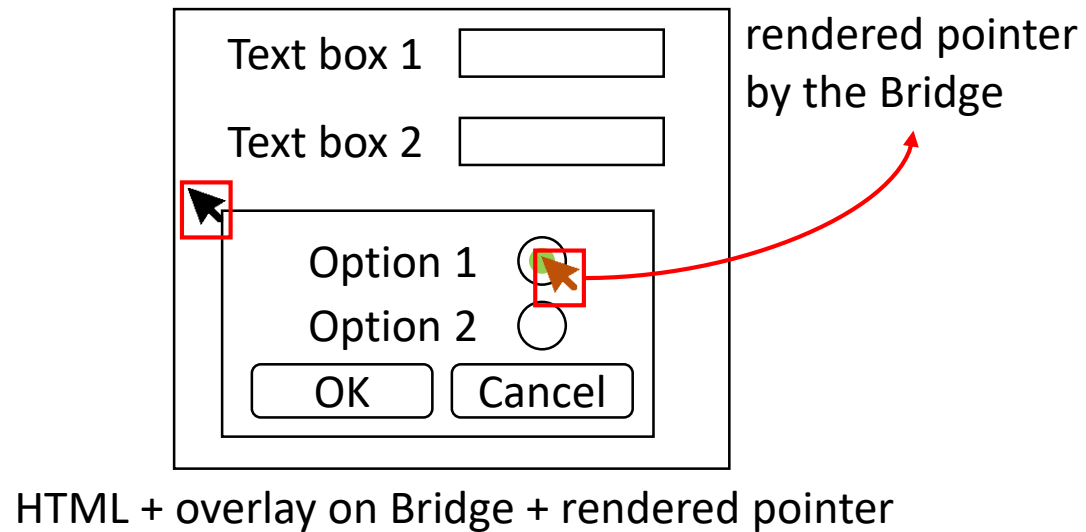 Text box 1
Text box 2
Option 1
Option 2
OK
Cancel
rendered pointer
by the Bridge
HTML + overlay on Bridge + rendered pointer